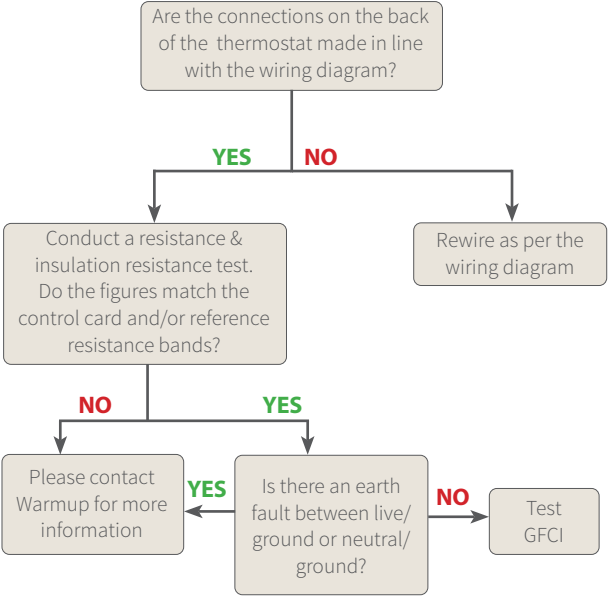 Are the connections on the back
of the thermostat made in line
with the wiring diagram?
YES
NO
Conduct a resistance &
insulation resistance test.
Do the figures match the
control card and/or reference
resistance bands?
Rewire as per the
wiring diagram
NO
YES
Please contact
Warmup for more
information
YES
Is there an earth
fault between live/
ground or neutral/
ground?
NO
Test
GFCI